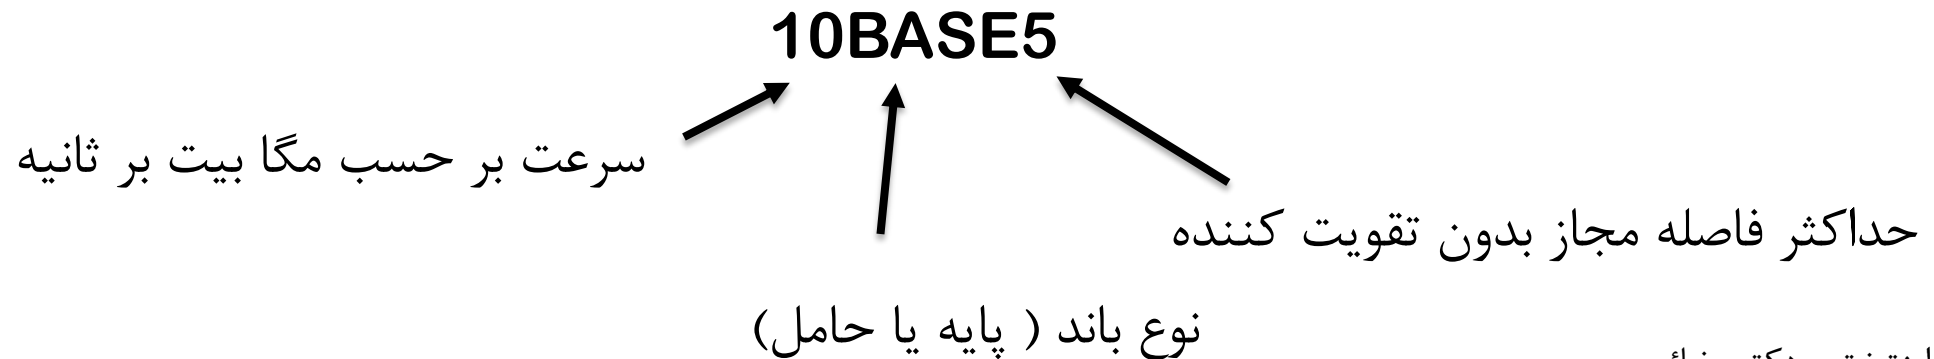 10BASE5
سرعت بر حسب مگا بیت بر ثانیه
حداکثر فاصله مجاز بدون تقویت کننده
نوع باند ( پایه یا حامل)